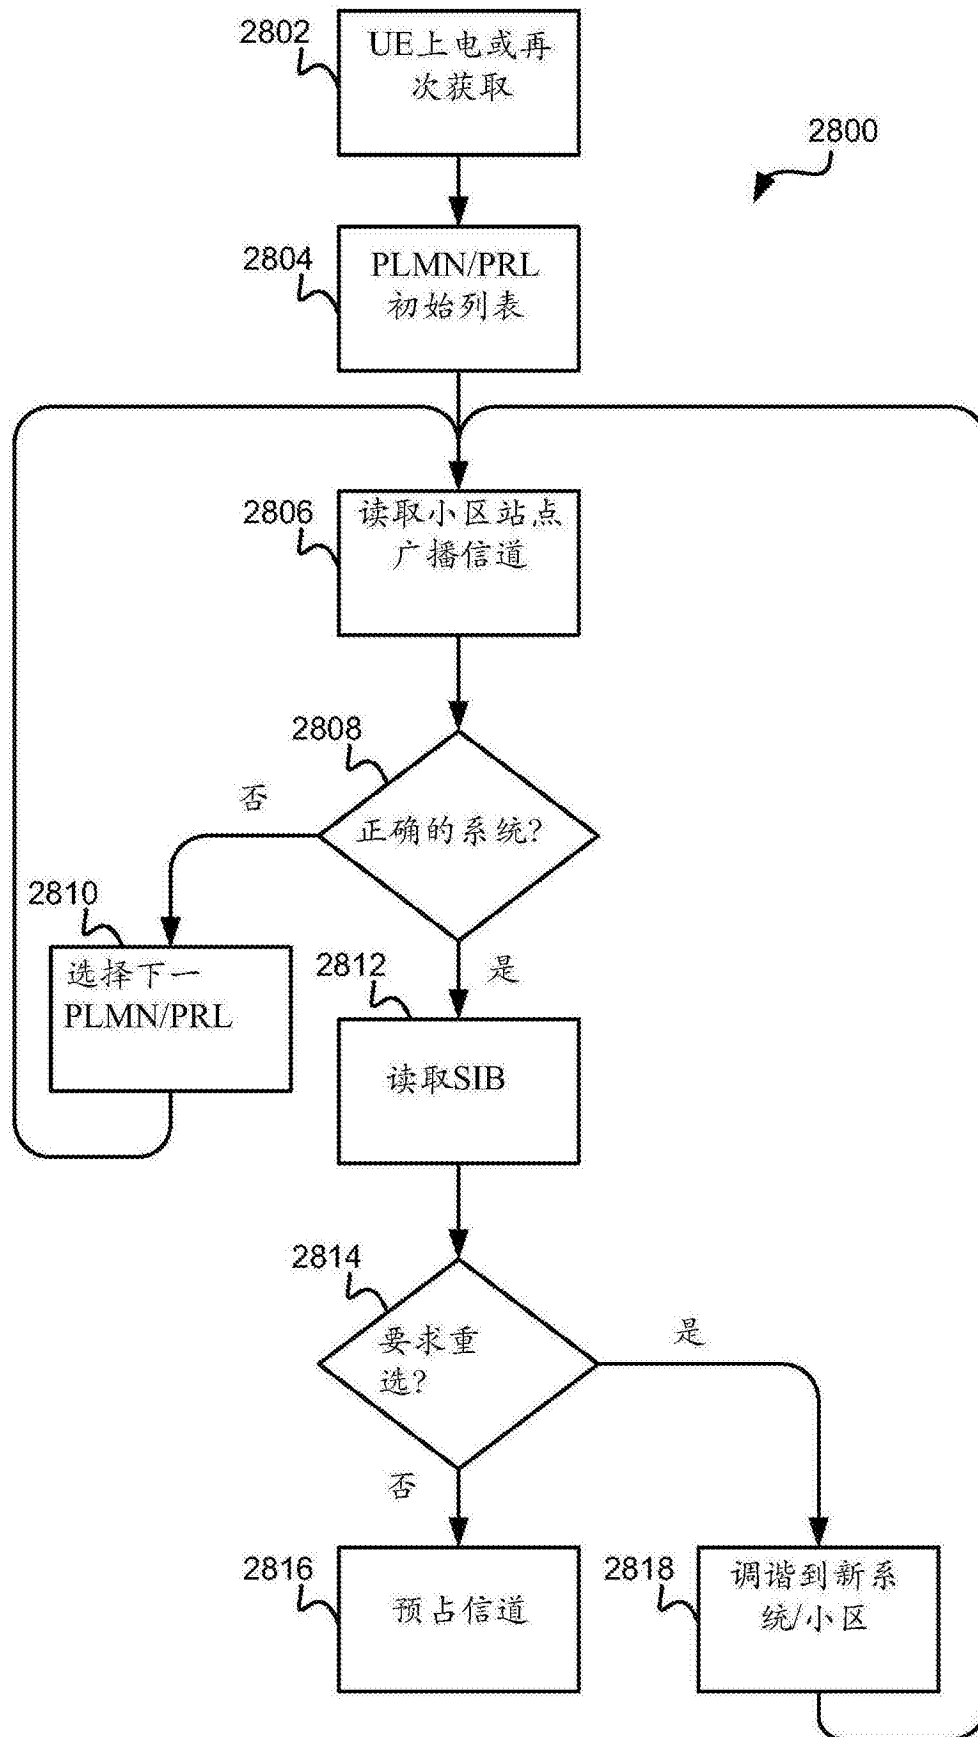 2802
UE上电或再
次获取
2800
2804
PLMN/PRL
初始列表
2806
读取小区站点
广播信道
2808
正确的系统?
否
2810
选择下一
PLMN/PRL
是
2812
读取SIB
2814
要求重
选?
是
否
2816
预占信道
2818
调谐到新系
统/小区